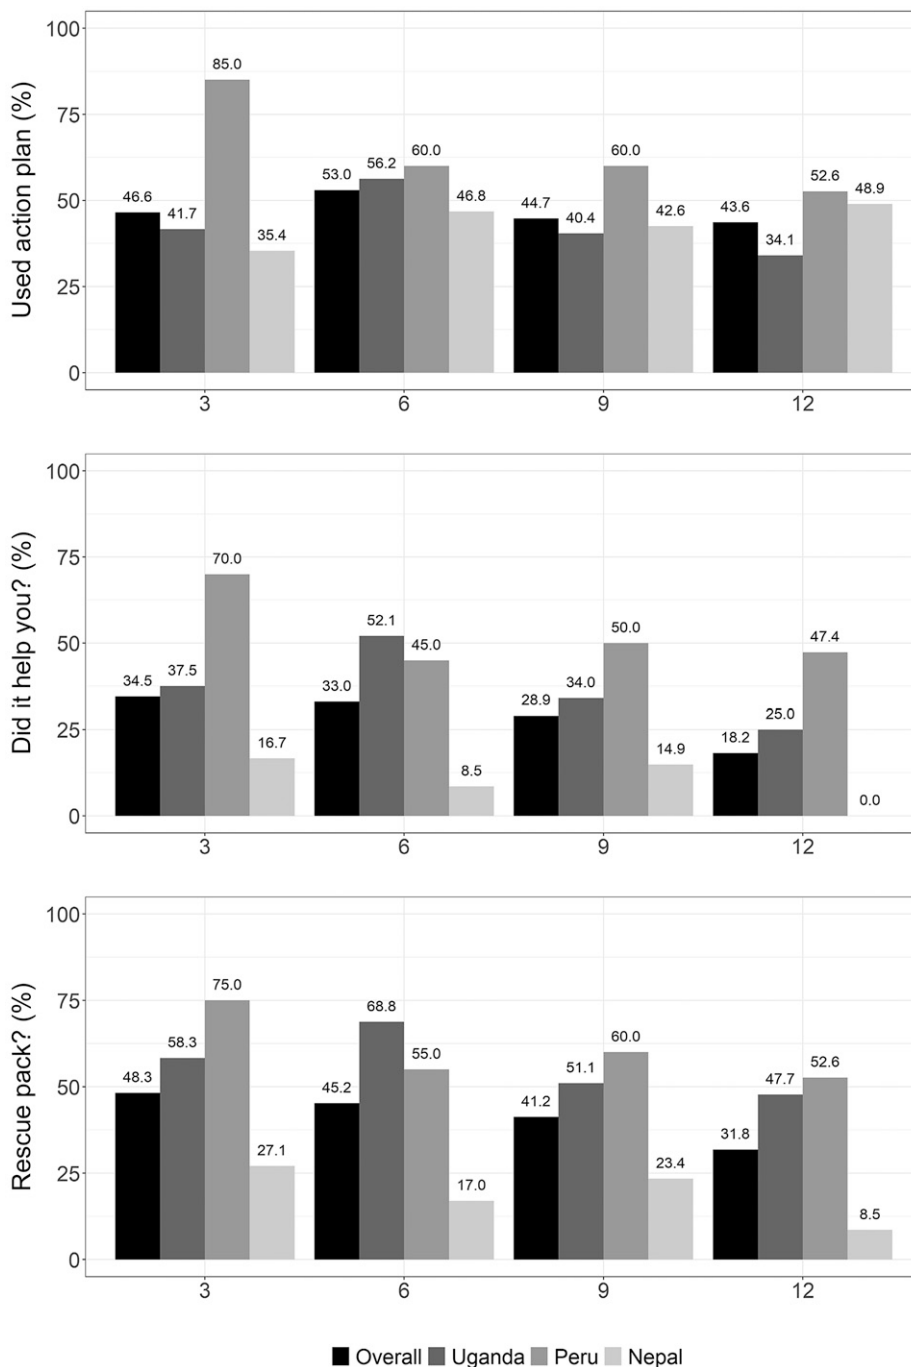 Used action plan (%)
100
75
50
25
0
46.6 41.7 85.0 35.4
53.0 56.2 60.0 46.8
44.7 40.4 60.0 42.6
43.6 34.1 52.6 48.9
3 6 9 12
Did it help you? (%)
100
75
50
25
0
34.5 37.5 70.0 16.7
33.0 52.1 45.0 8.5
28.9 34.0 50.0 14.9
18.2 25.0 47.4 0.0
3 6 9 12
Rescue pack? (%)
100
75
50
25
0
48.3 58.3 75.0 27.1
45.2 68.8 55.0 17.0
41.2 51.1 60.0 23.4
31.8 47.7 52.6 8.5
3 6 9 12
Overall Uganda Peru Nepal